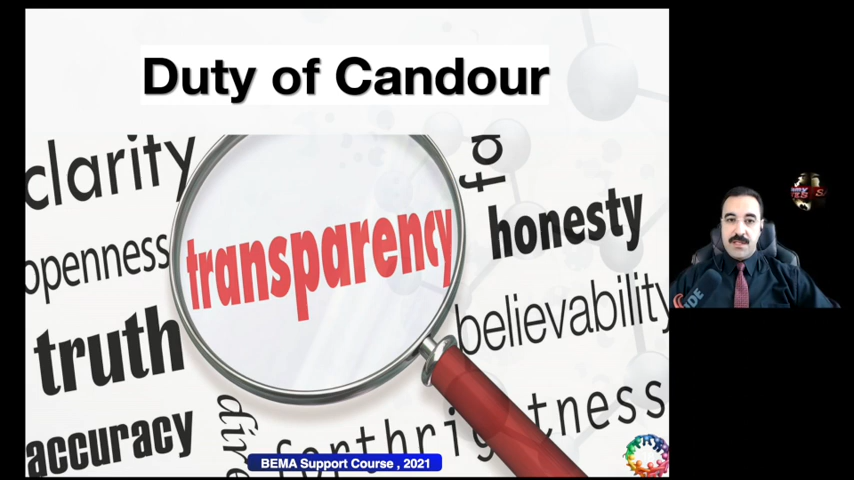 Duty of Candour
clarity
openness
truth
accuracy
transparency
honesty
believability
BEMA Support Course , 2021